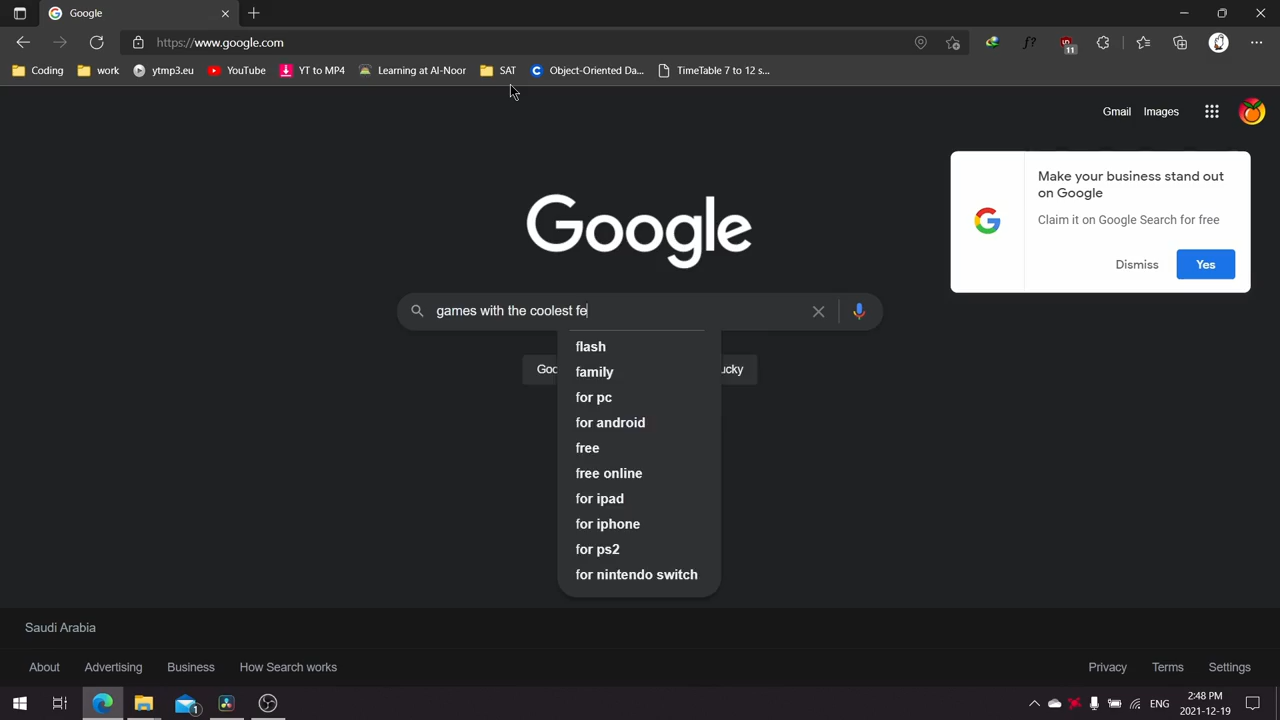 Google
https://www.google.com
11
Coding
work
ytmp3.eu
YouTube
YT to MP4
Learning at Al-Noor
SAT
Object-Oriented Da...
TimeTable 7 to 12 s...
Gmail
Images
Make your business stand out
on Google
Claim it on Google Search for free
Dismiss
Yes
Google
games with the coolest fe
flash
family
for pc
for android
free
free online
for ipad
for iphone
for ps2
for nintendo switch
Goo
ucky
Saudi Arabia
About
Advertising
Business
How Search works
Privacy
Terms
Settings
1
ENG
2:48 PM
2021-12-19